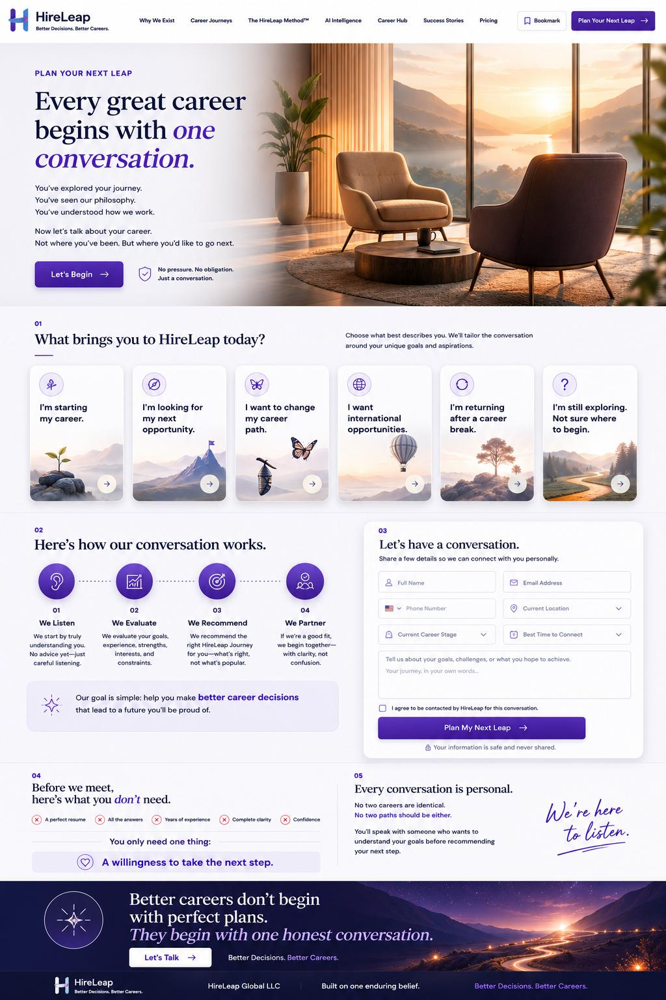 HireLeap
Better Decisions. Better Careers.
Why We Exist
Career Journeys
The HireLeap Method™
AI Intelligence
Career Hub
Success Stories
Pricing
Bookmark
Plan Your Next Leap
PLAN YOUR NEXT LEAP
Every great career
begins with one
conversation.
You've explored your journey.
You've seen our philosophy.
You've understood how we work.
Now let's talk about your career.
Not where you've been. But where you'd like to go next.
Let's Begin
No pressure. No obligation.
Just a conversation.
01
What brings you to HireLeap today?
Choose what best describes you. We'll tailor the conversation
around your unique goals and aspirations.
I'm starting
my career.
I'm looking for
my next
opportunity.
I want to change
my career
path.
I want
international
opportunities.
I'm returning
after a career
break.
I'm still exploring.
Not sure where
to begin.
02
Here's how our conversation works.
01
We Listen
We start by truly
understanding you.
No advice yet—just
careful listening.
02
We Evaluate
We evaluate your goals,
experience, strengths,
interests, and
constraints.
03
We Recommend
We recommend the
right HireLeap Journey
for you—what's right,
not what's popular.
04
We Partner
If we're a good fit,
we begin together—
with clarity, not
confusion.
Our goal is simple: help you make better career decisions
that lead to a future you'll be proud of.
03
Let's have a conversation.
Share a few details so we can connect with you personally.
Full Name
Email Address
Phone Number
Current Location
Current Career Stage
Best Time to Connect
Tell us about your goals, challenges, or what you hope to achieve.
Your journey, in your own words...
I agree to be contacted by HireLeap for this conversation.
Plan My Next Leap
Your information is safe and never shared.
04
Before we meet,
here's what you don't need.
A perfect resume
All the answers
Years of experience
Complete clarity
Confidence
You only need one thing:
A willingness to take the next step.
05
Every conversation is personal.
No two careers are identical.
No two paths should be either.
You'll speak with someone who wants to
understand your goals before recommending
your next step.
We're here
to listen.
Better careers don't begin
with perfect plans.
They begin with one honest conversation.
Let's Talk
Better Decisions. Better Careers.
HireLeap
Better Decisions. Better Careers.
HireLeap Global LLC
Built on one enduring belief.
Better Decisions. Better Careers.